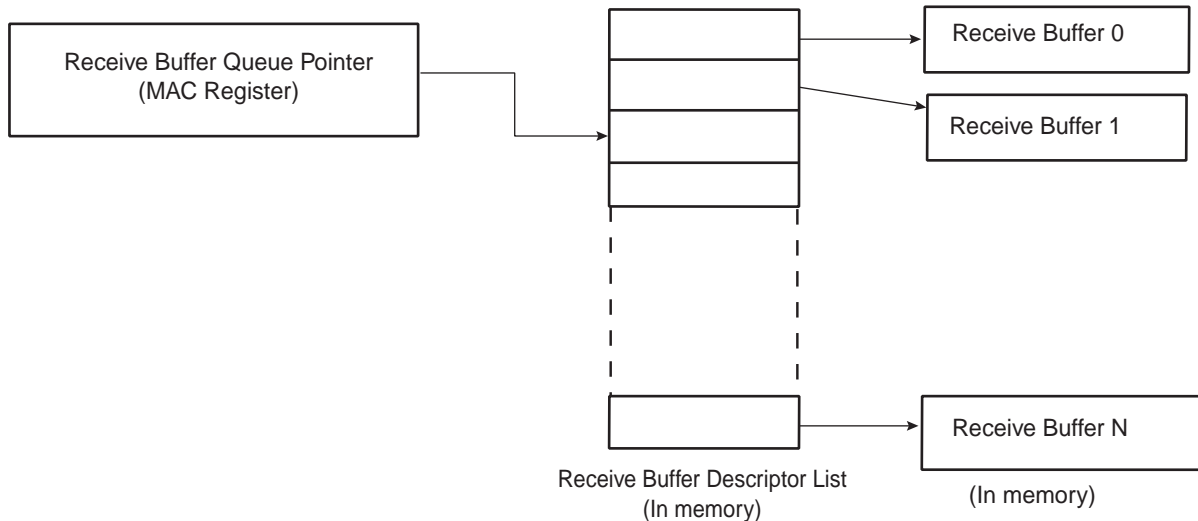 Receive Buffer Queue Pointer
(MAC Register)
Receive Buffer 0
Receive Buffer 1
Receive Buffer N
Receive Buffer Descriptor List
(In memory)
(In memory)